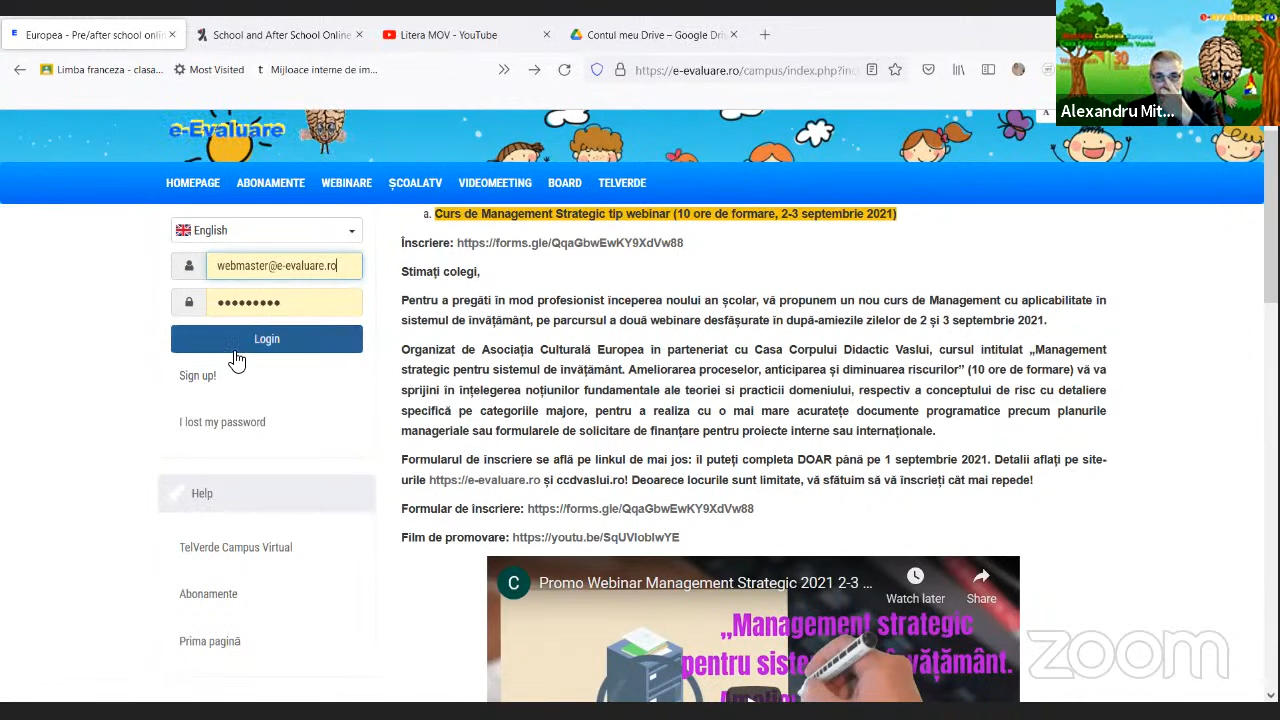 Europea - Pre/after school onlin
School and After School Online
Litera MOV - YouTube
Contul meu Drive – Google Dri
Limba franceza - clasa...
Most Visited
Mijloace interne de îm...
https://e-evaluare.ro/campus/index.php?inc
e-evaluare.ro
Casa Corpului Didactic Vaslui
Alexandru Mit...
e-Evaluare
HOMEPAGE ABONAMENTE WEBINARE ȘCOALATV VIDEOMEETING BOARD TELVERDE
English
webmaster@e-evaluare.ro
Login
Sign up!
I lost my password
Help
TelVerde Campus Virtual
Abonamente
Prima pagină
a. Curs de Management Strategic tip webinar (10 ore de formare, 2-3 septembrie 2021)
Înscriere: https://forms.gle/QqaGbwEwKY9XdVw88
Stimați colegi,
Pentru a pregăti în mod profesionist începerea noului an școlar, vă propunem un nou curs de Management cu aplicabilitate în
sistemul de învățământ, pe parcursul a două webinare desfășurate în după-amiezile zilelor de 2 și 3 septembrie 2021.
Organizat de Asociația Culturală Europea în parteneriat cu Casa Corpului Didactic Vaslui, cursul intitulat „Management
strategic pentru sistemul de învățământ. Ameliorarea proceselor, anticiparea și diminuarea riscurilor” (10 ore de formare) vă va
sprijini în înțelegerea noțiunilor fundamentale ale teoriei si practicii domeniului, respectiv a conceptului de risc cu detaliere
specifică pe categoriile majore, pentru a realiza cu o mai mare acuratețe documente programatice precum planurile
manageriale sau formularele de solicitare de finanțare pentru proiecte interne sau internaționale.
Formularul de înscriere se află pe linkul de mai jos: îl puteți completa DOAR până pe 1 septembrie 2021. Detalii aflați pe site-
urile https://e-evaluare.ro și ccdvaslui.ro! Deoarece locurile sunt limitate, vă sfătuim să vă înscrieți cât mai repede!
Formular de înscriere: https://forms.gle/QqaGbwEwKY9XdVw88
Film de promovare: https://youtu.be/SqUVloblwYE
C
Promo Webinar Management Strategic 2021 2-3 ...
Watch later
Share
„Management strategic
pentru
zoom